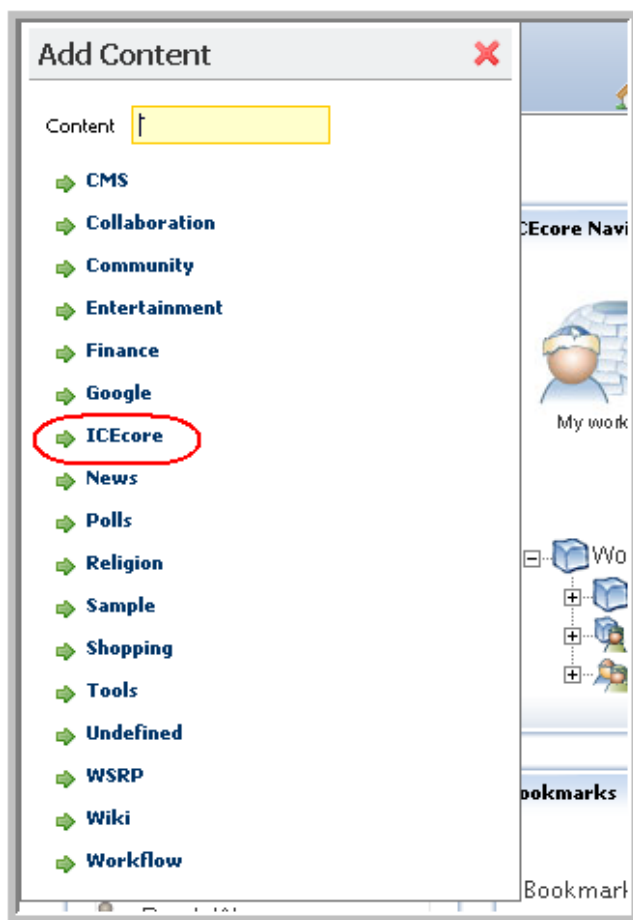 Add Content
Content
CMS
Collaboration
Community
Entertainment
Finance
Google
ICEcore
News
Polls
Religion
Sample
Shopping
Tools
Undefined
WSRP
Wiki
Workflow
CEcore Navi
My work
Wo
ookmarks
Bookmark